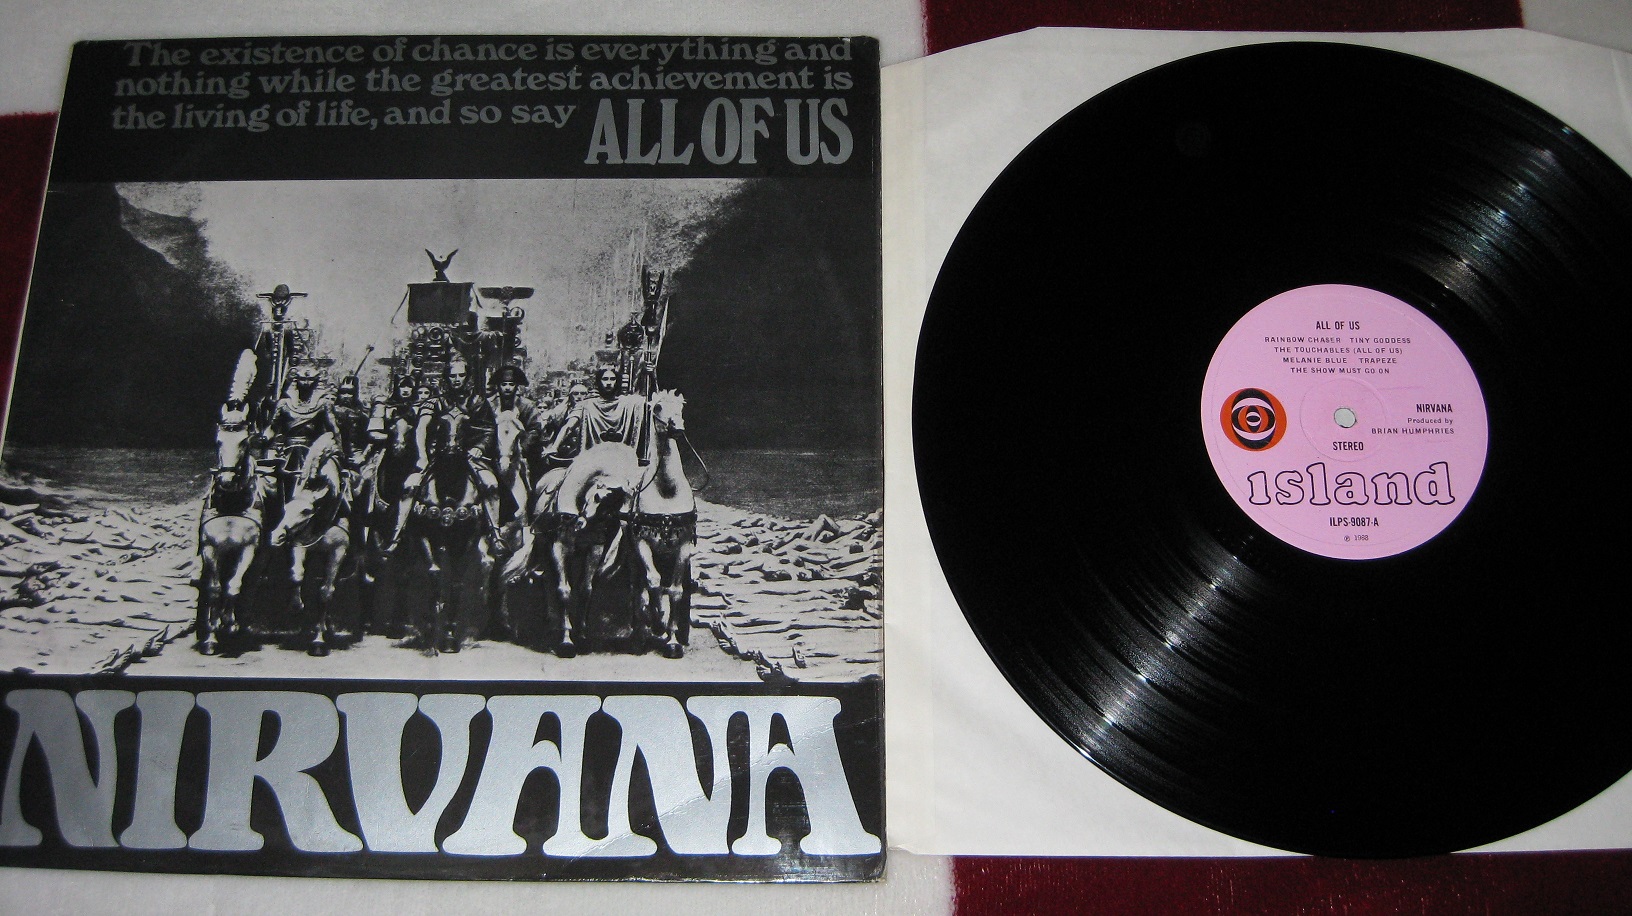 The existence of chance is everything and
nothing while the greatest achievement is
the living of life, and so say ALL OF US
NIRVANA
ALL OF US
RAINBOW CHASER TINY GODDESS
THE TOUCHABLES (ALL OF US)
MELANIE BLUE TRAPEZE
THE SHOW MUST GO ON
NIRVANA
Produced by
BRIAN HUMPHRIES
STEREO
island
ILPS-9087-A
℗ 1968